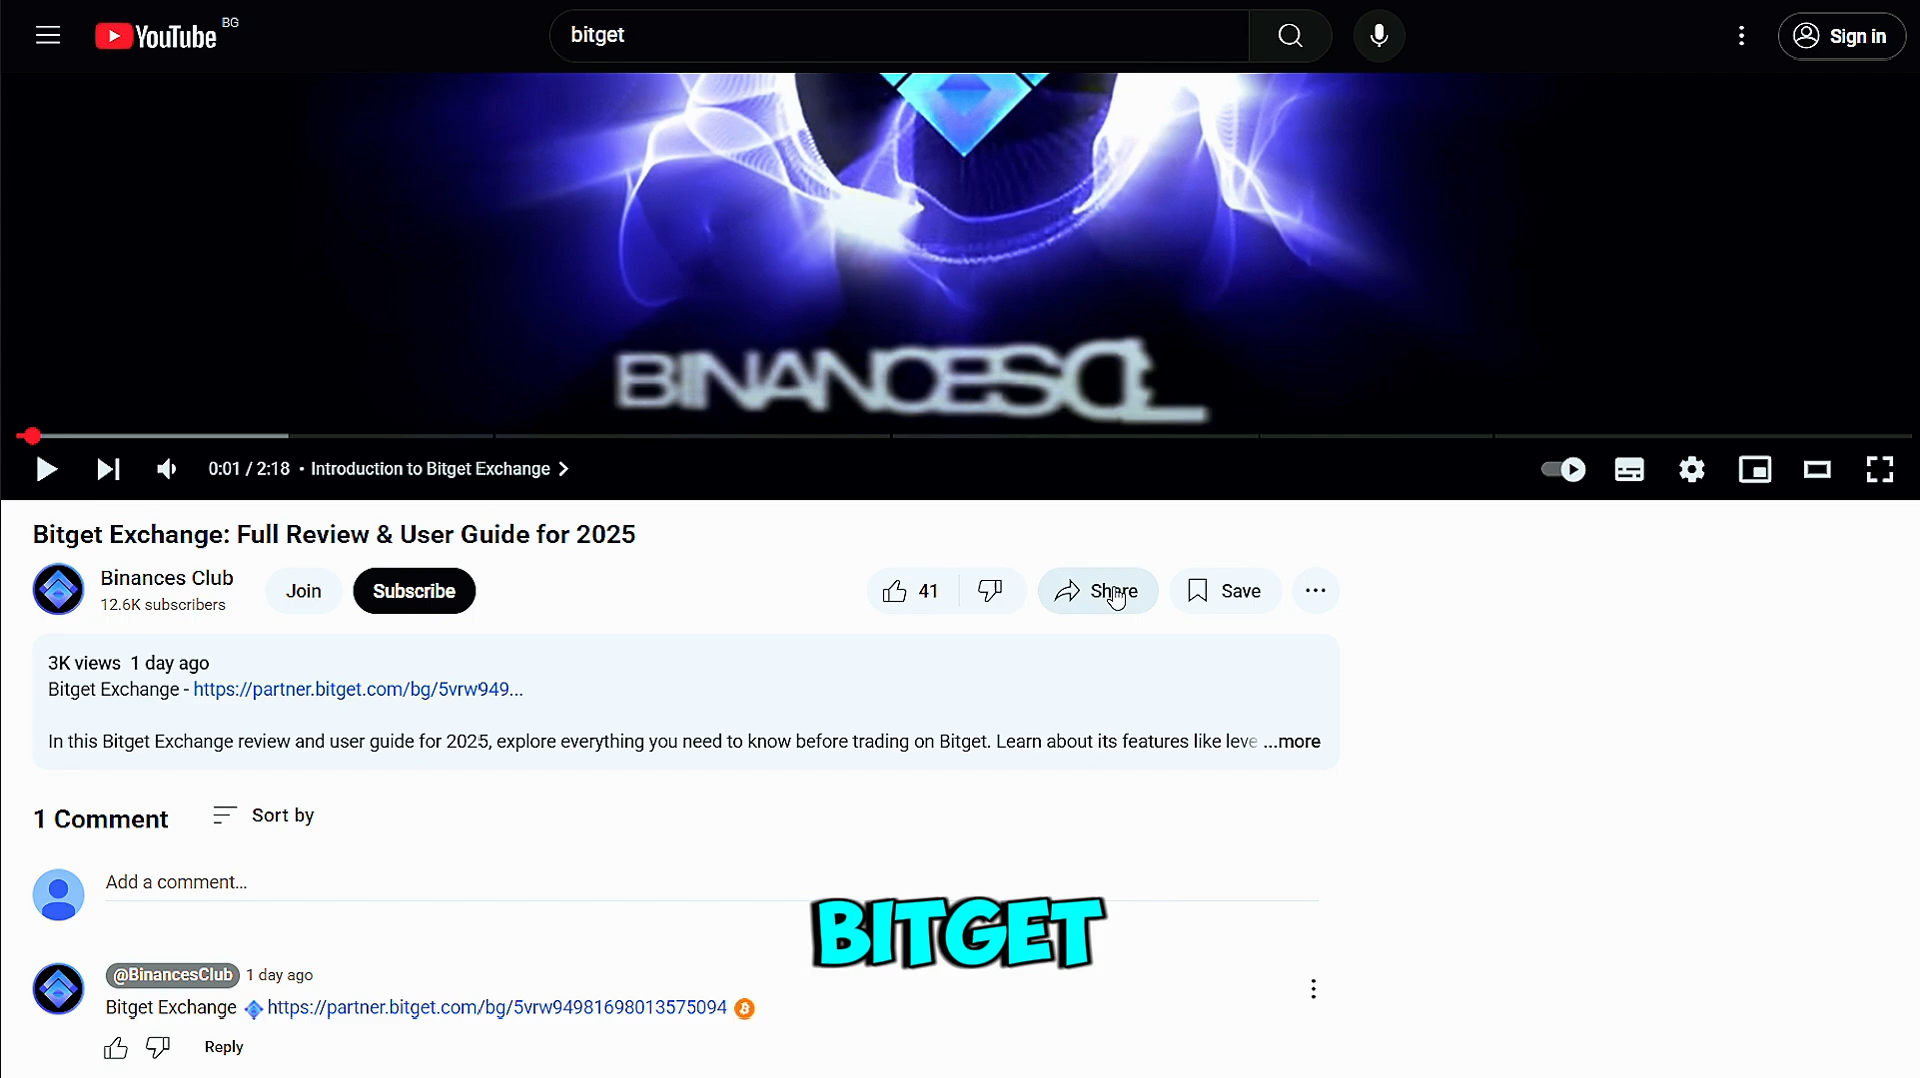 YouTube BG
bitget
Sign in
BINANCESCL
0:01 / 2:18 • Introduction to Bitget Exchange
Bitget Exchange: Full Review & User Guide for 2025
Binances Club
12.6K subscribers
Join
Subscribe
41
Share
Save
3K views 1 day ago
Bitget Exchange - https://partner.bitget.com/bg/5vrw949...
In this Bitget Exchange review and user guide for 2025, explore everything you need to know before trading on Bitget. Learn about its features like leve ...more
1 Comment
Sort by
Add a comment...
BITGET
@BinancesClub 1 day ago
Bitget Exchange https://partner.bitget.com/bg/5vrw94981698013575094
Reply